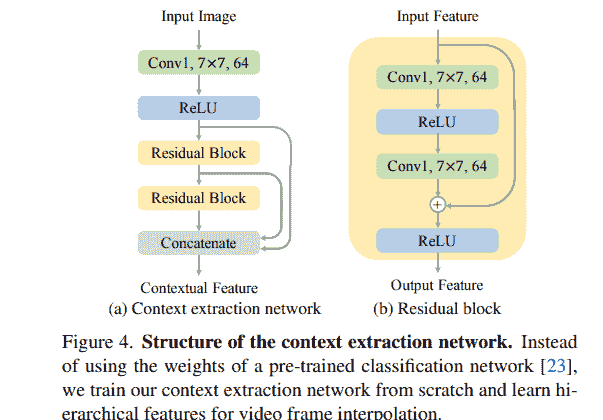 Input Image
Conv1, 7×7, 64
ReLU
Residual Block
Residual Block
Concatenate
Contextual Feature
(a) Context extraction network
Input Feature
Conv1, 7×7, 64
ReLU
Conv1, 7×7, 64
+
ReLU
Output Feature
(b) Residual block
Figure 4. Structure of the context extraction network. Instead
of using the weights of a pre-trained classification network [23],
we train our context extraction network from scratch and learn hi-
erarchical features for video frame interpolation.